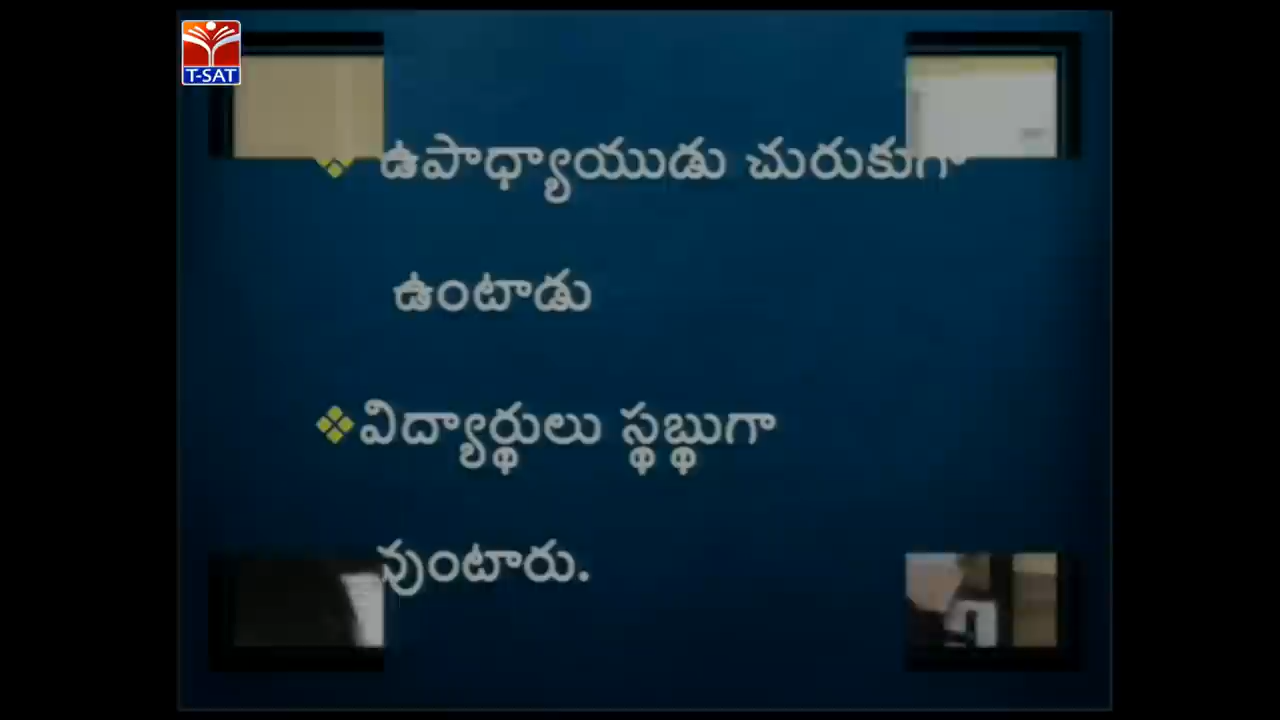 T-SAT
ఉపాధ్యాయుడు చురుకుగా
ఉంటాడు
విద్యార్థులు స్థబ్థుగా
వుంటారు.